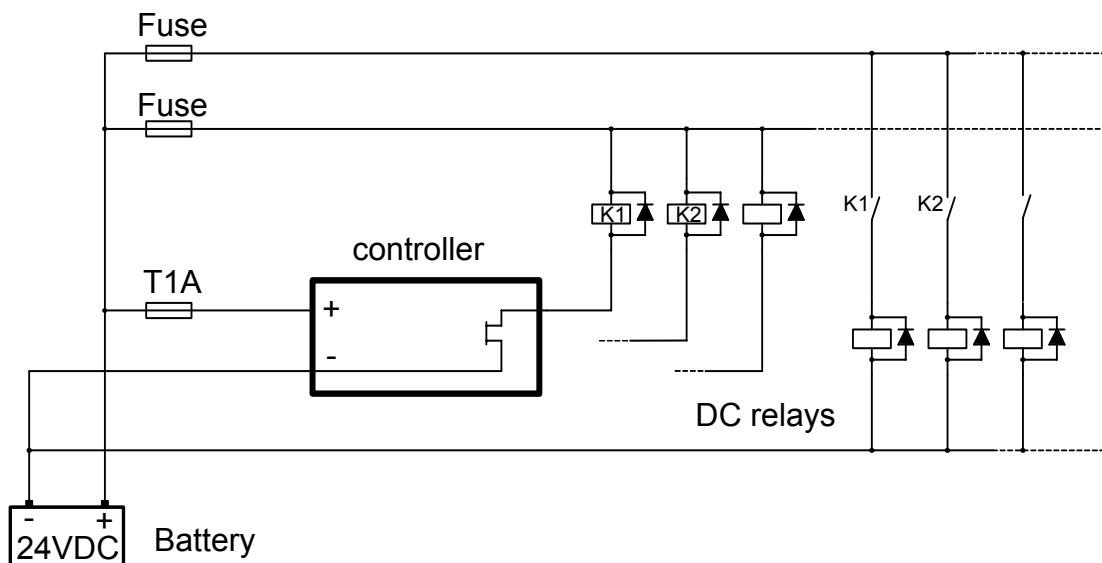 Fuse
Fuse
K1
K2
K1
K2
controller
T1A
+
-
DC relays
- +
24VDC
Battery